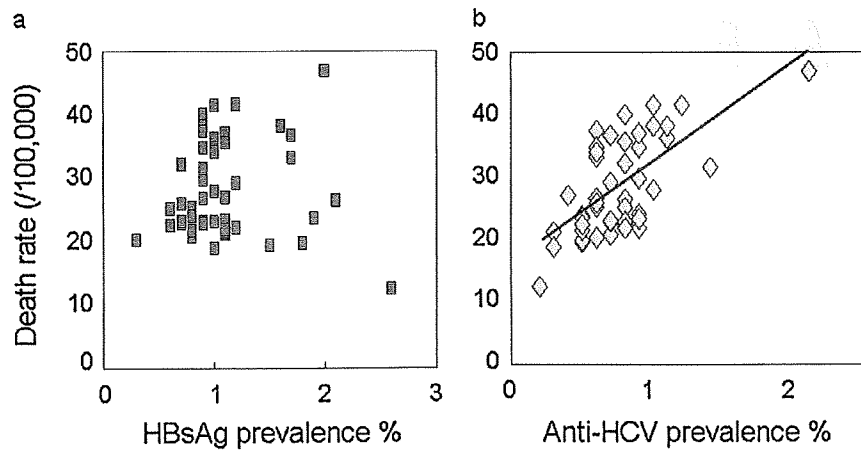 a
50
40
30
20
10
0
Death rate (/100,000)
0 1 2 3
HBsAg prevalence %
b
50
40
30
20
10
0
0 1 2
Anti-HCV prevalence %